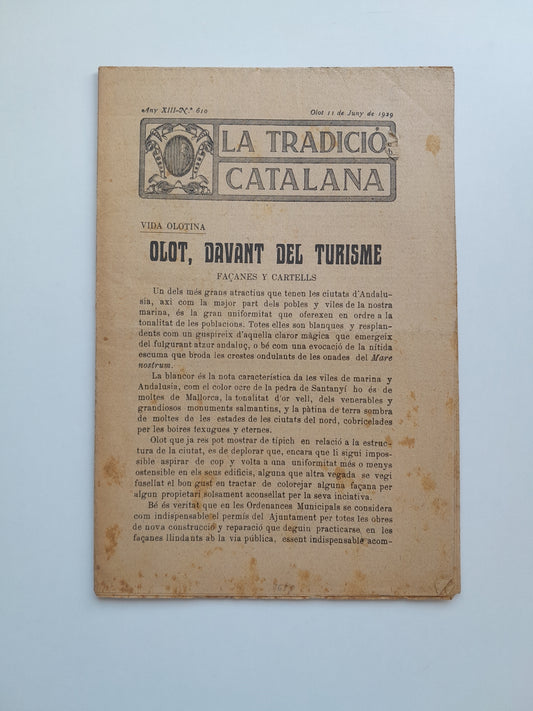 Any XIII-N.º 610
Olot 11 de Juny de 1929
LA TRADICIÓ
CATALANA
VIDA OLOTINA
OLOT, DAVANT DEL TURISME
FAÇANES Y CARTELLS
Un dels més grans atractius que tenen les ciutats d'Andalu-
sia, axi com la major part dels pobles y viles de la nostra
marina, és la gran uniformitat que oferexen en ordre a la
tonalitat de les poblacions. Totes elles son blanques y resplan-
dents com un guspireix d'aquella claror màgica que emergeix
del fulgurant atzur andaluç, o bé com una evocació de la nítida
escuma que broda les crestes ondulants de les onades del Mare
nostrum.
La blancor és la nota característica da les viles de marina y
Andalusia, com el color ocre de la pedra de Santanyí ho és de
moltes de Mallorca, la tonalitat d'or vell, dels venerables y
grandiosos monuments salmantins, y la pàtina de terra sombra
de moltes de les estades de les ciutats del nord, cobriçelades
per les boires fexugues y eternes.
Olot que ja res pot mostrar de típich en relació a la estruc-
tura de la ciutat, es de deplorar que, encara que li sigui impos-
sible aspirar de cop y volta a una uniformitat més o menys
ostensible en els seus edificis, alguna que altra vegada se vegi
fusellat el bon gust en tractar de colorejar alguna façana per
algun propietari solsament aconsellat per la seva inciativa.
Bé és veritat que en les Ordenances Municipals se considera
com indispensable el permís del Ajuntament per totes les obres
de nova construcció y reparació que deguin practicarse en les
façanes llindants ab la via pública, essent indispensable acom-